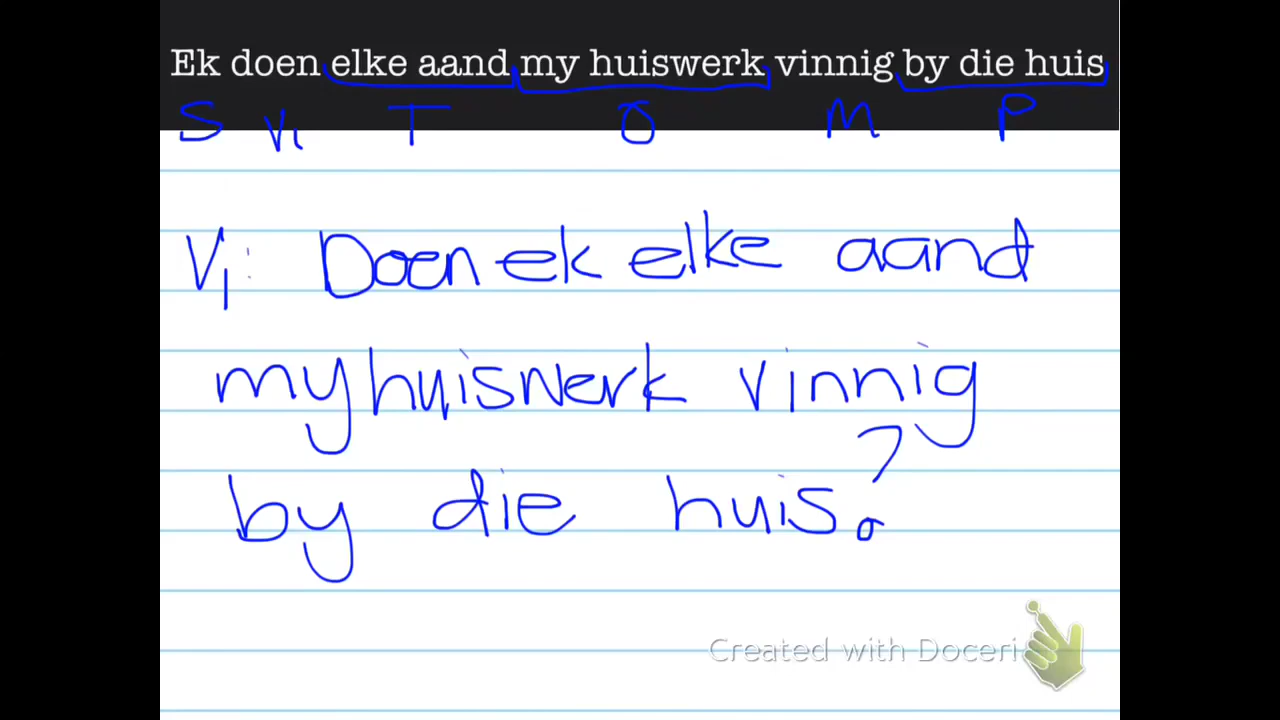 Ek doen elke aand my huiswerk vinnig by die huis
S V1 T O M P
V1: Doen ek elke aand
my huiswerk vinnig
by die huis?
Created with Doceri